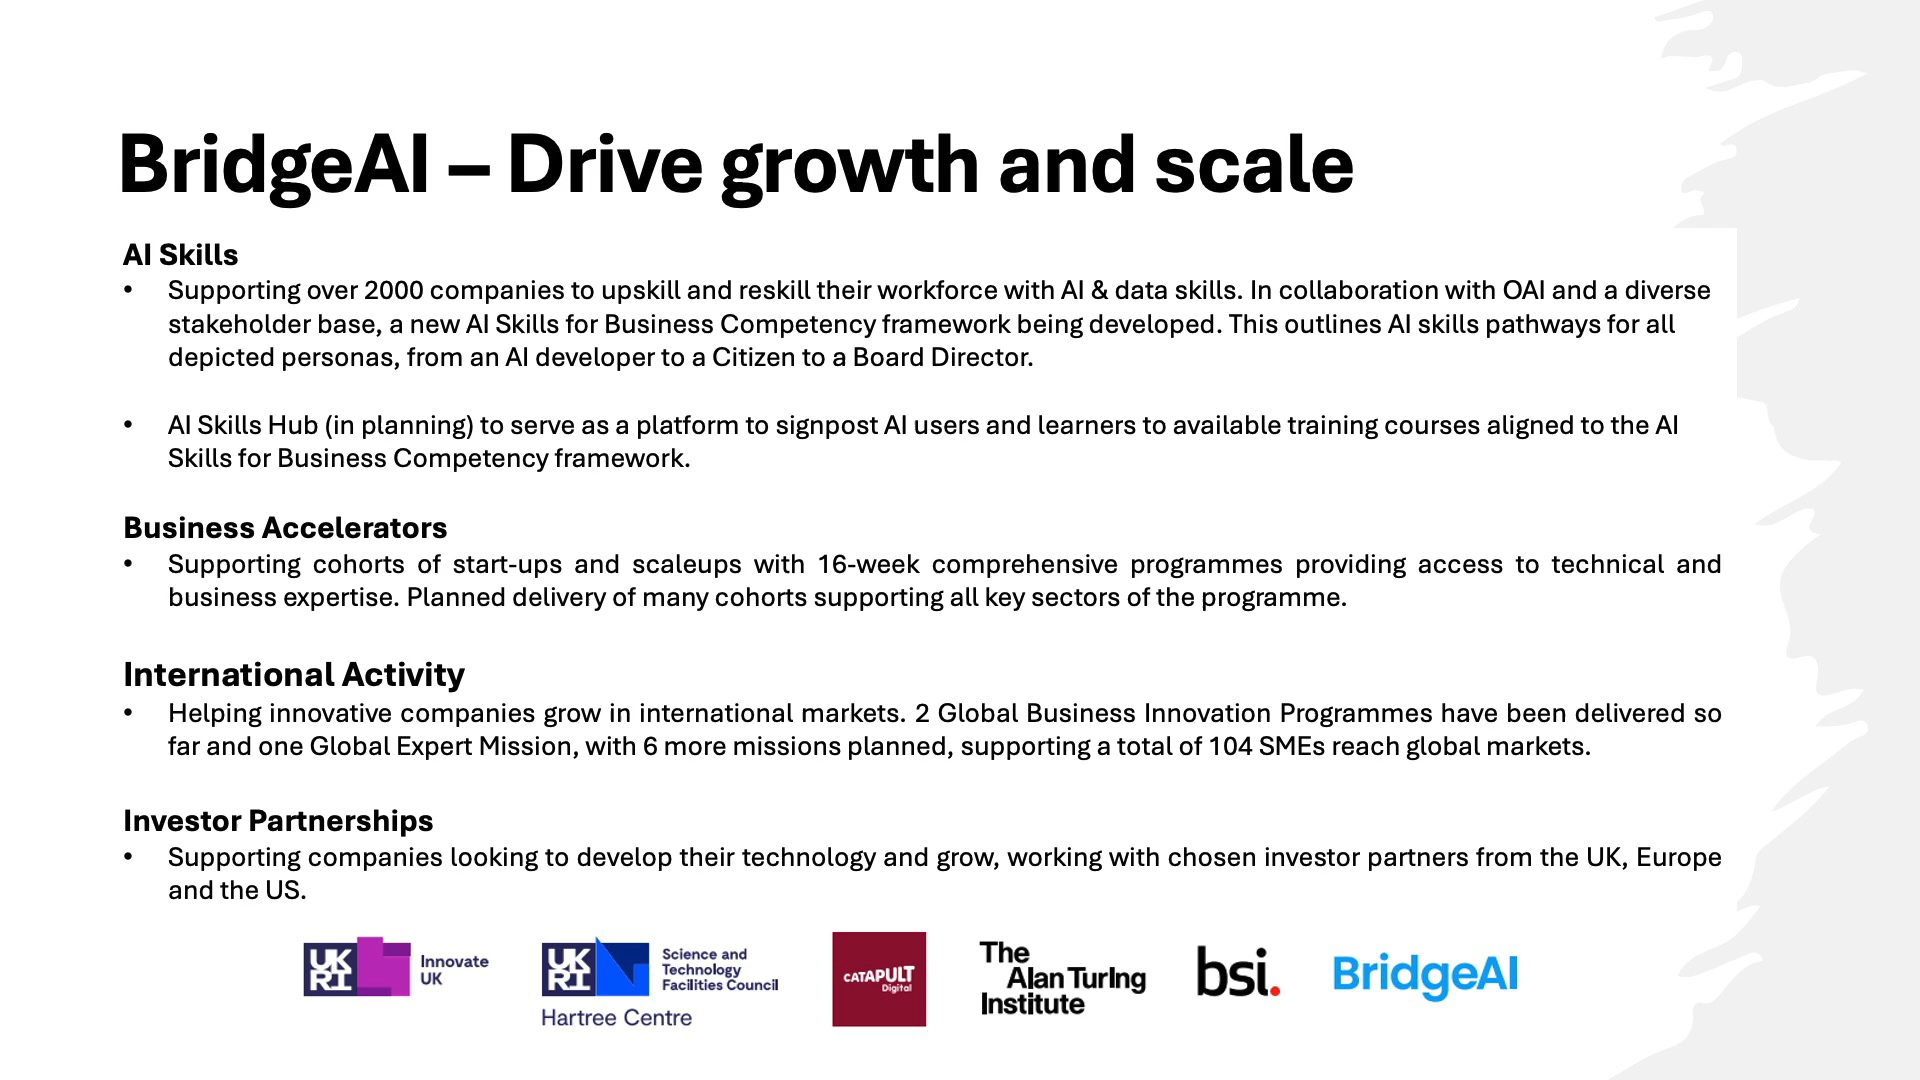 BridgeAI – Drive growth and scale
AI Skills
• Supporting over 2000 companies to upskill and reskill their workforce with AI & data skills. In collaboration with OAI and a diverse
stakeholder base, a new AI Skills for Business Competency framework being developed. This outlines AI skills pathways for all
depicted personas, from an AI developer to a Citizen to a Board Director.
• AI Skills Hub (in planning) to serve as a platform to signpost AI users and learners to available training courses aligned to the AI
Skills for Business Competency framework.
Business Accelerators
• Supporting cohorts of start-ups and scaleups with 16-week comprehensive programmes providing access to technical and
business expertise. Planned delivery of many cohorts supporting all key sectors of the programme.
International Activity
• Helping innovative companies grow in international markets. 2 Global Business Innovation Programmes have been delivered so
far and one Global Expert Mission, with 6 more missions planned, supporting a total of 104 SMEs reach global markets.
Investor Partnerships
• Supporting companies looking to develop their technology and grow, working with chosen investor partners from the UK, Europe
and the US.
UK
RI
Innovate
UK
UK
RI
Science and
Technology
Facilities Council
Hartree Centre
CATAPULT
Digital
The
Alan Turing
Institute
bsi.
BridgeAI